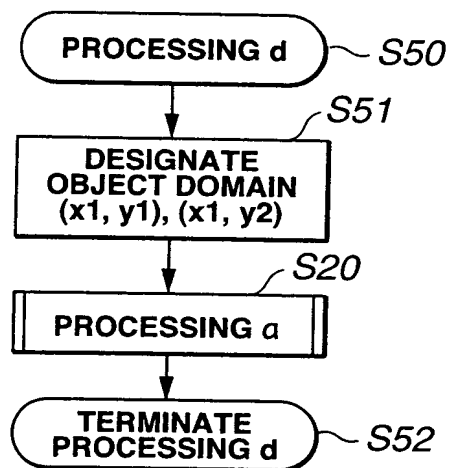 PROCESSING d
S50
S51
DESIGNATE
OBJECT DOMAIN
(x1, y1), (x1, y2)
S20
PROCESSING a
TERMINATE
PROCESSING d
S52